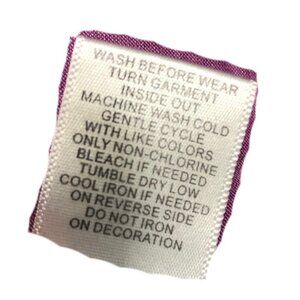 WASH BEFORE WEAR
TURN GARMENT
INSIDE OUT
MACHINE WASH COLD
GENTLE CYCLE
WITH LIKE COLORS
ONLY NON-CHLORINE
BLEACH IF NEEDED
TUMBLE DRY LOW
COOL IRON IF NEEDED
ON REVERSE SIDE
DO NOT IRON
ON DECORATION